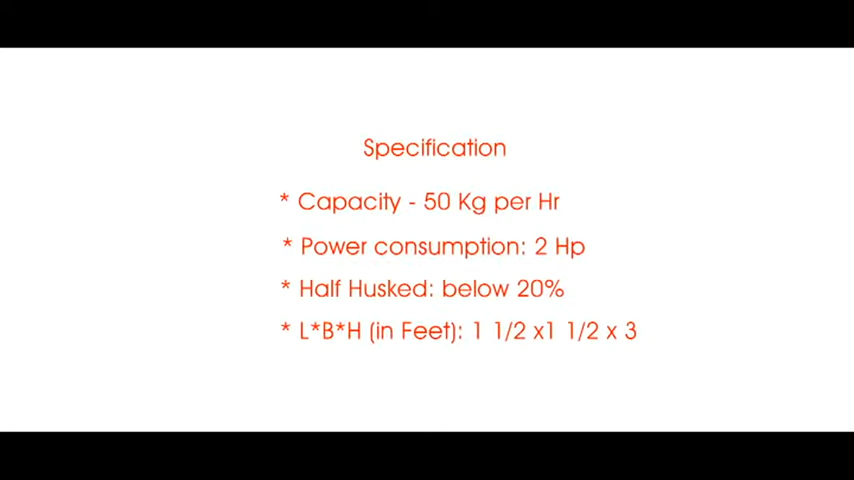 Specification
* Capacity - 50 Kg per Hr
* Power consumption: 2 Hp
* Half Husked: below 20%
* L*B*H (in Feet): 1 1/2 x1 1/2 x 3